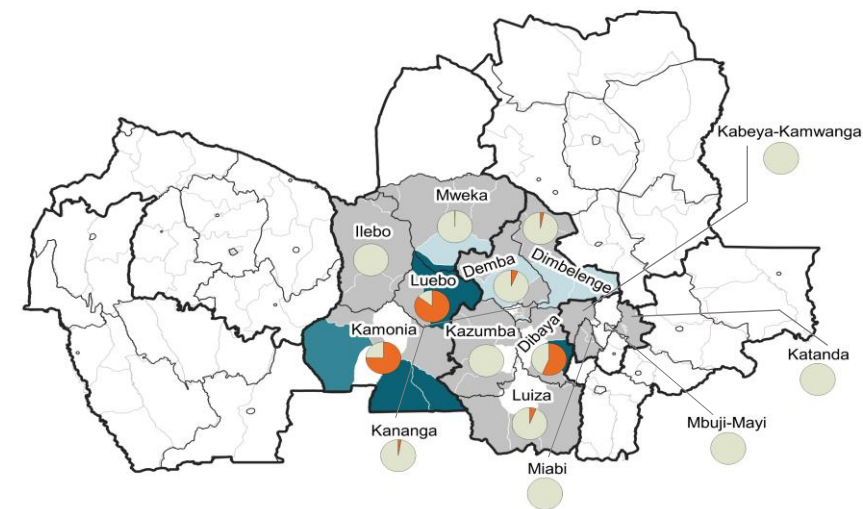 Kabeya-Kamwanga
Mweka
Ilebo
Dimbelenge
Demba
Luebo
Kamonia
Kazumba
Dibaya
Katanda
Luiza
Mbuji-Mayi
Kananga
Miabi